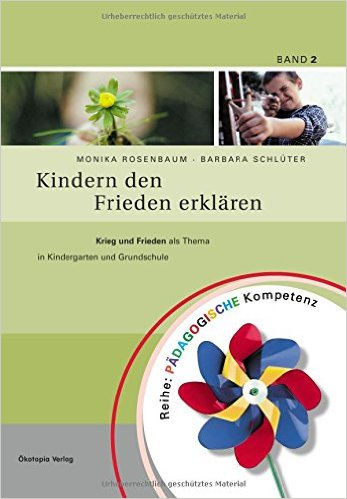 Urheberrechtlich geschütztes Material
BAND 2
MONIKA ROSENBAUM · BARBARA SCHLÜTER
Kindern den
Frieden erklären
Krieg und Frieden als Thema
in Kindergarten und Grundschule
Reihe: PÄDAGOGISCHE Kompetenz
Ökotopia Verlag
Urheberrechtlich geschütztes Material